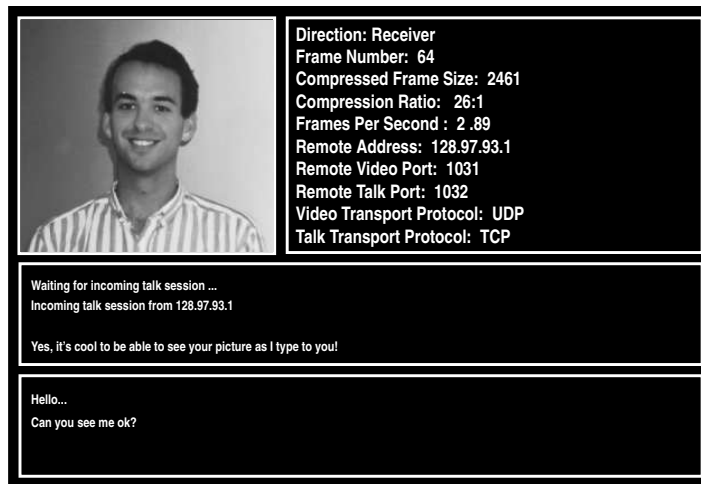 Direction: Receiver
Frame Number: 64
Compressed Frame Size: 2461
Compression Ratio: 26:1
Frames Per Second : 2 .89
Remote Address: 128.97.93.1
Remote Video Port: 1031
Remote Talk Port: 1032
Video Transport Protocol: UDP
Talk Transport Protocol: TCP
Waiting for incoming talk session ...
Incoming talk session from 128.97.93.1
Yes, it's cool to be able to see your picture as I type to you!
Hello...
Can you see me ok?